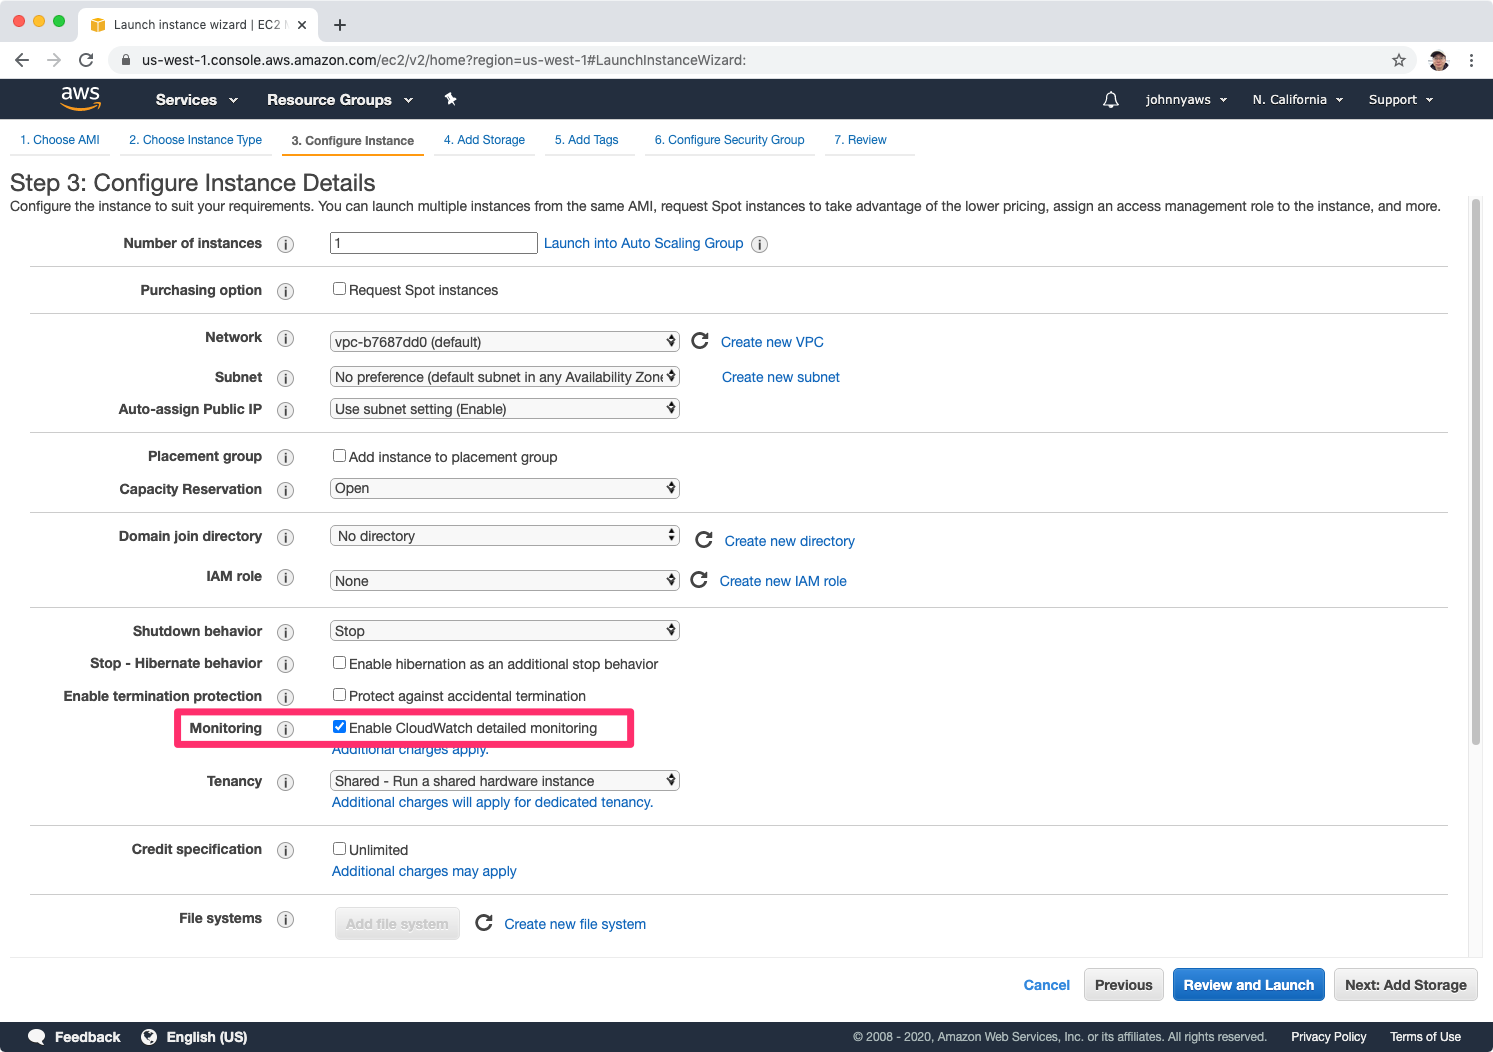 Launch instance wizard | EC2
us-west-1.console.aws.amazon.com/ec2/v2/home?region=us-west-1#LaunchInstanceWizard:
aws Services Resource Groups johnnyaws N. California Support
1. Choose AMI 2. Choose Instance Type 3. Configure Instance 4. Add Storage 5. Add Tags 6. Configure Security Group 7. Review
Step 3: Configure Instance Details
Configure the instance to suit your requirements. You can launch multiple instances from the same AMI, request Spot instances to take advantage of the lower pricing, assign an access management role to the instance, and more.
Number of instances i 1 Launch into Auto Scaling Group i
Purchasing option i Request Spot instances
Network i vpc-b7687dd0 (default) Create new VPC
Subnet i No preference (default subnet in any Availability Zone Create new subnet
Auto-assign Public IP i Use subnet setting (Enable)
Placement group i Add instance to placement group
Capacity Reservation i Open
Domain join directory i No directory Create new directory
IAM role i None Create new IAM role
Shutdown behavior i Stop
Stop - Hibernate behavior i Enable hibernation as an additional stop behavior
Enable termination protection i Protect against accidental termination
Monitoring i Enable CloudWatch detailed monitoring
Additional charges apply.
Tenancy i Shared - Run a shared hardware instance
Additional charges will apply for dedicated tenancy.
Credit specification i Unlimited
Additional charges may apply
File systems i Add file system Create new file system
Cancel Previous Review and Launch Next: Add Storage
Feedback English (US) © 2008 - 2020, Amazon Web Services, Inc. or its affiliates. All rights reserved. Privacy Policy Terms of Use